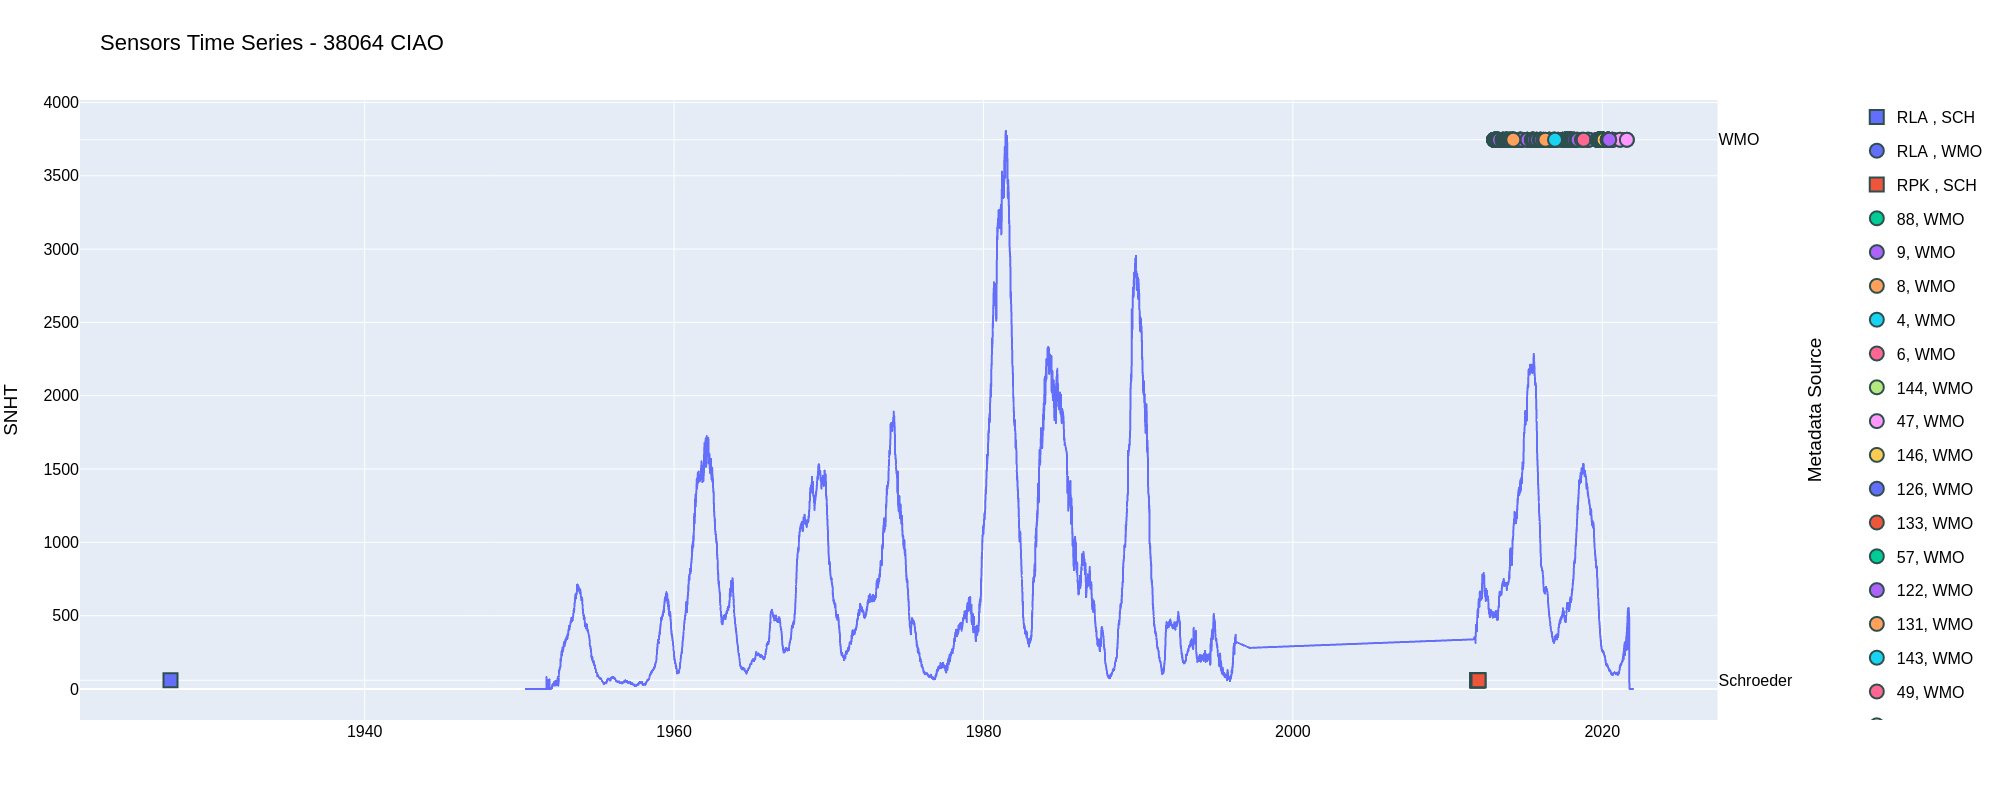 Sensors Time Series - 38064 CIAO
4000
3500
3000
2500
2000
1500
1000
500
0
SNHT
1940
1960
1980
2000
2020
WMO
Schroeder
Metadata Source
RLA , SCH
RLA , WMO
RPK , SCH
88, WMO
9, WMO
8, WMO
4, WMO
6, WMO
144, WMO
47, WMO
146, WMO
126, WMO
133, WMO
57, WMO
122, WMO
131, WMO
143, WMO
49, WMO